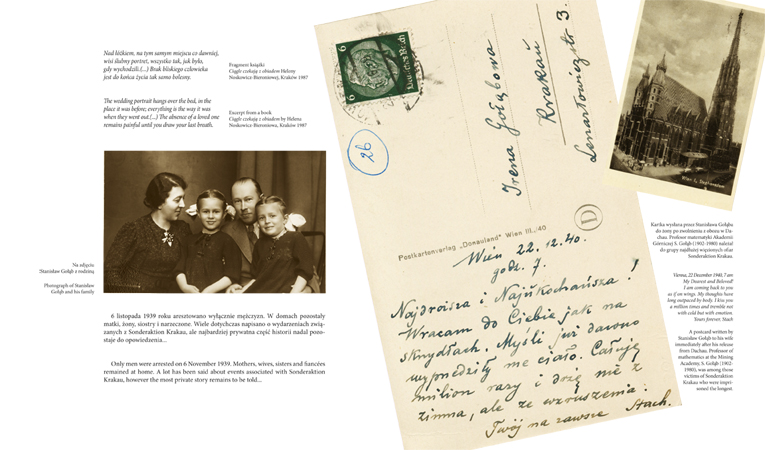 Nad łóżkiem, na tym samym miejscu co dawniej,
wisi ślubny portret, wszystko tak, jak było,
gdy wychodzili.(...) Brak bliskiego człowieka
jest do końca życia tak samo bolesny.
Fragment książki
Ciągle czekają z obiadem Heleny
Noskowicz-Bieroniowej, Kraków 1987
The wedding portrait hangs over the bed, in the
place it was before; everything is the way it was
when they went out.(...) The absence of a loved one
remains painful until you draw your last breath.
Excerpt from a book
Ciągle czekają z obiadem by Helena
Noskowicz-Bieroniowa, Kraków 1987
Na zdjęciu
Stanisław Gołąb z rodziną
Photograph of Stanisław
Gołąb and his family
6 listopada 1939 roku aresztowano wyłącznie mężczyzn. W domach pozostały
matki, żony, siostry i narzeczone. Wiele dotychczas napisano o wydarzeniach zwią-
zanych z Sonderaktion Krakau, ale najbardziej prywatna część historii nadal pozo-
staje do opowiedzenia...
Only men were arrested on 6 November 1939. Mothers, wives, sisters and fiancées
remained at home. A lot has been said about events associated with Sonderaktion
Krakau, however the most private story remains to be told...
6 6
Deutsches Reich
26
Irena Gołąbowa
Krakau
Lenartowicza 3.
Postkartenverlag „Donauland" Wien III./40
D
Wien 22. 12. 40.
godz. 7.
Najdroższa i Najukochańsza!
Wracam do Ciebie jak na
skrzydłach. Myśli już dawno
wyprzedziły me ciało. Całuję
milion razy i drżę nie z
zimna, ale ze wzruszenia.
Twój na zawsze Stach.
Wien I., Stephansdom
Kartka wysłana przez Stanisława Gołąba
do żony po zwolnieniu z obozu w Da-
chau. Profesor matematyki Akademii
Górniczej S. Gołąb (1902-1980) należał
do grupy najdłużej więzionych ofiar
Sonderaktion Krakau.
Vienna, 22 December 1940, 7 am
My Dearest and Beloved!
I am coming back to you
as if on wings. My thoughts have
long outpaced by body. I kiss you
a million times and tremble not
with cold but with emotion.
Yours forever. Stach
A postcard written by
Stanisław Gołąb to his wife
immediately after his release
from Dachau. Professor of
mathematics at the Mining
Academy, S. Gołąb (1902-
1980), was among those
victims of Sonderaktion
Krakau who were impri-
soned the longest.